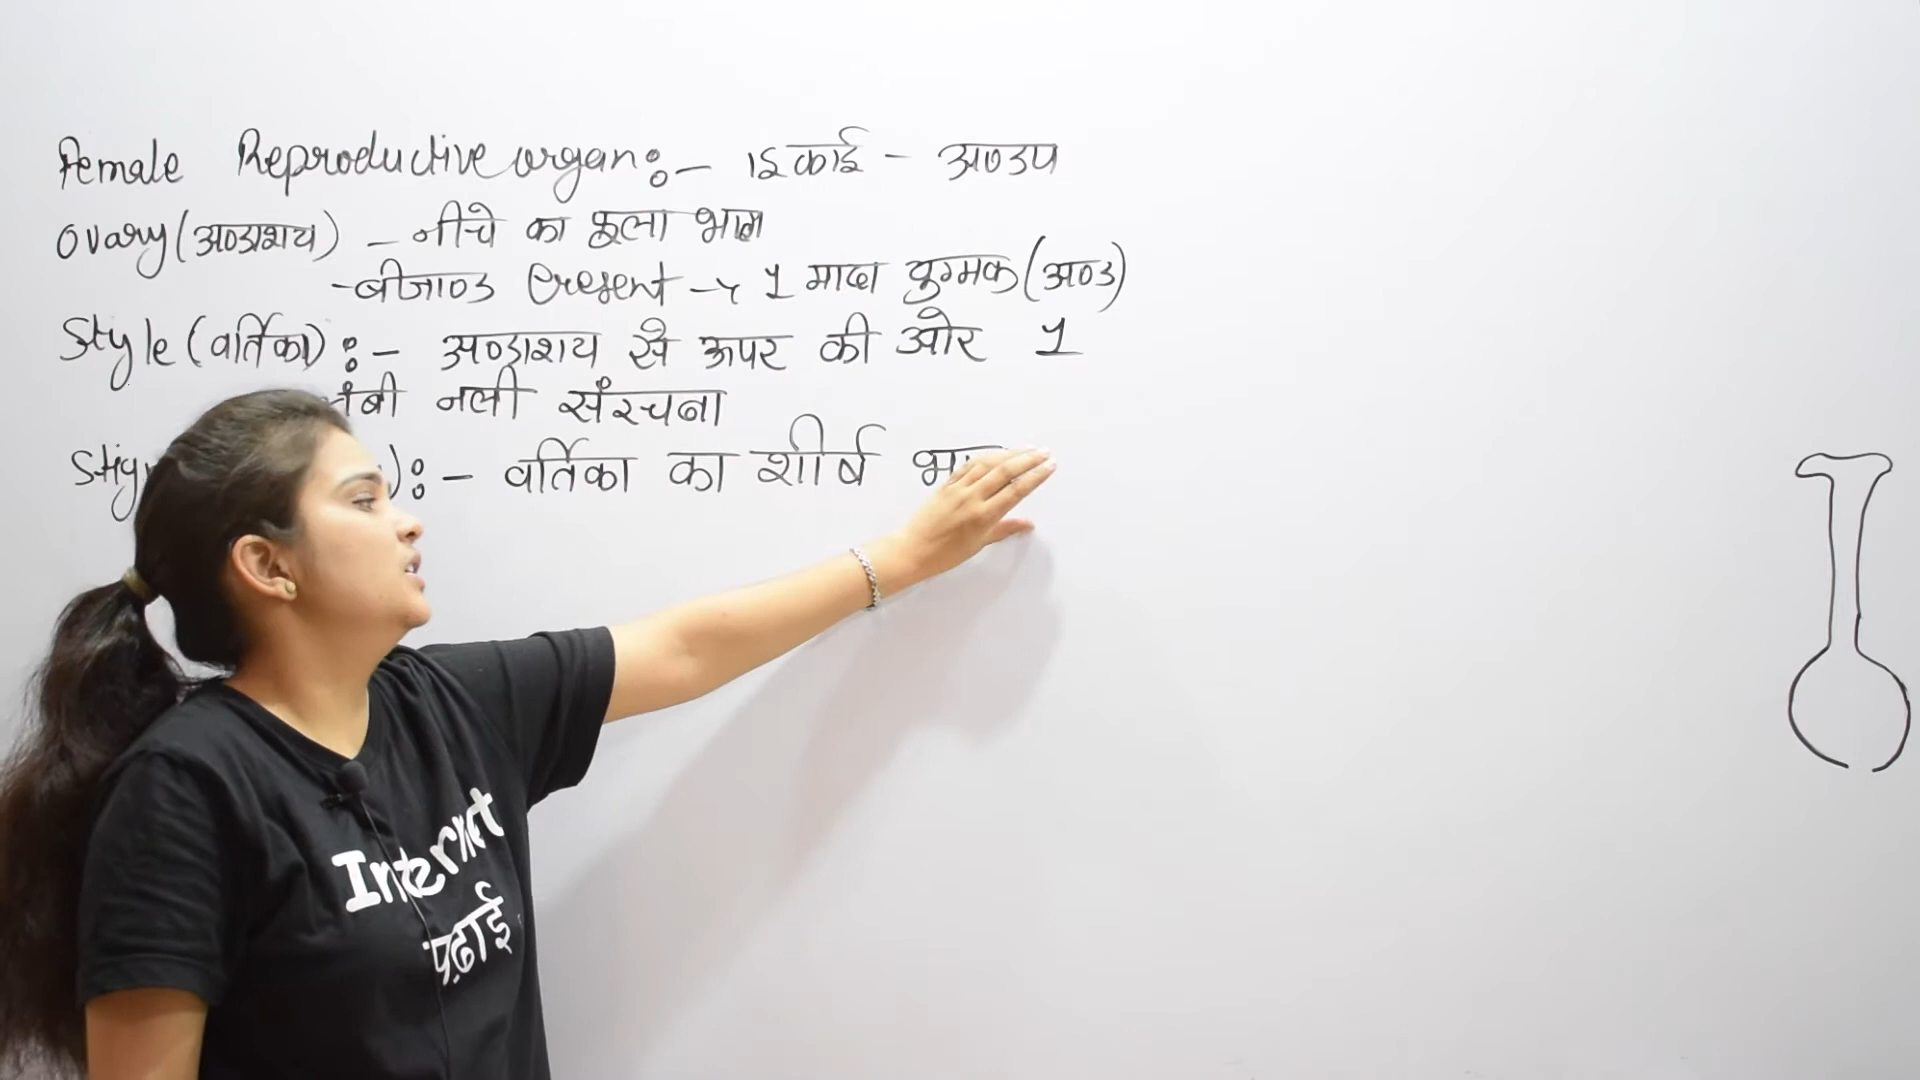 Female Reproductive organ:- इकाई - अण्डप
Ovary (अण्डाशय) - नीचे का फूला भाग
- बीजाण्ड Present → 1 मादा युग्मक (अण्ड)
Style (वर्तिका) :- अण्डाशय से ऊपर की ओर 1
नली संरचना
:- वर्तिका का शीर्ष
Internet
पढ़ाई